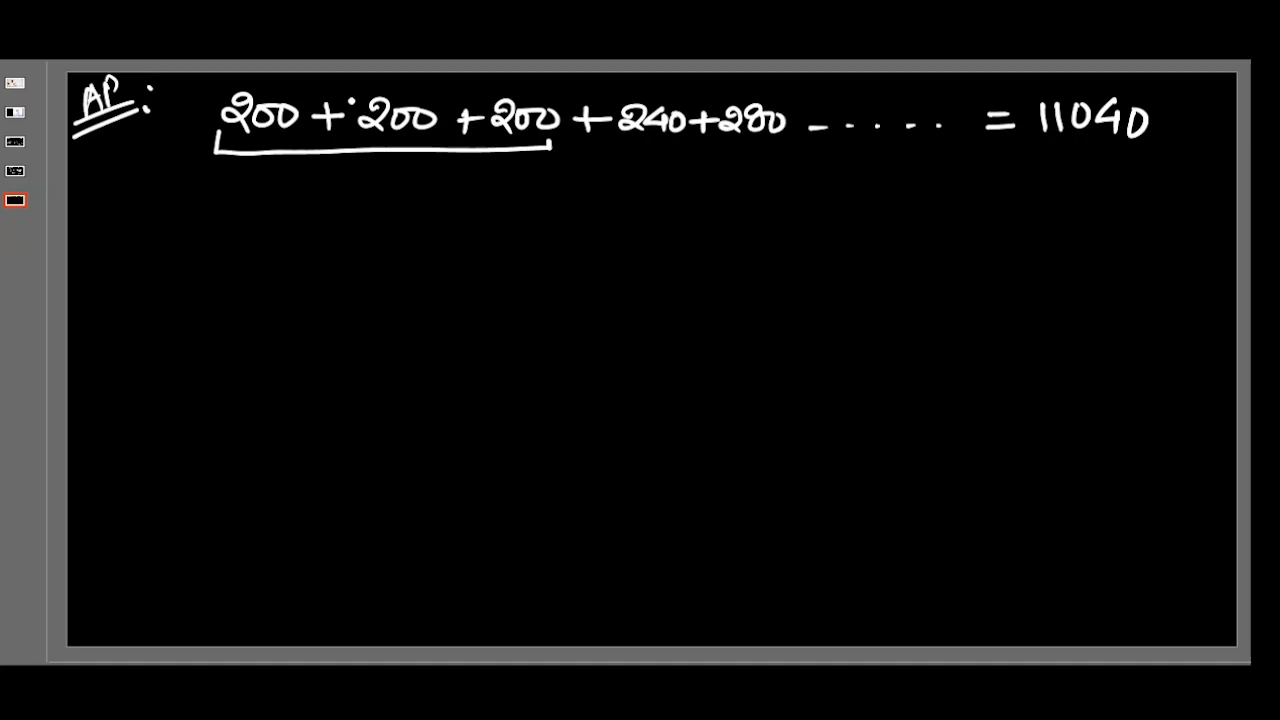 AP: 200 + 200 + 200 + 240 + 280 - . . . . . = 11040